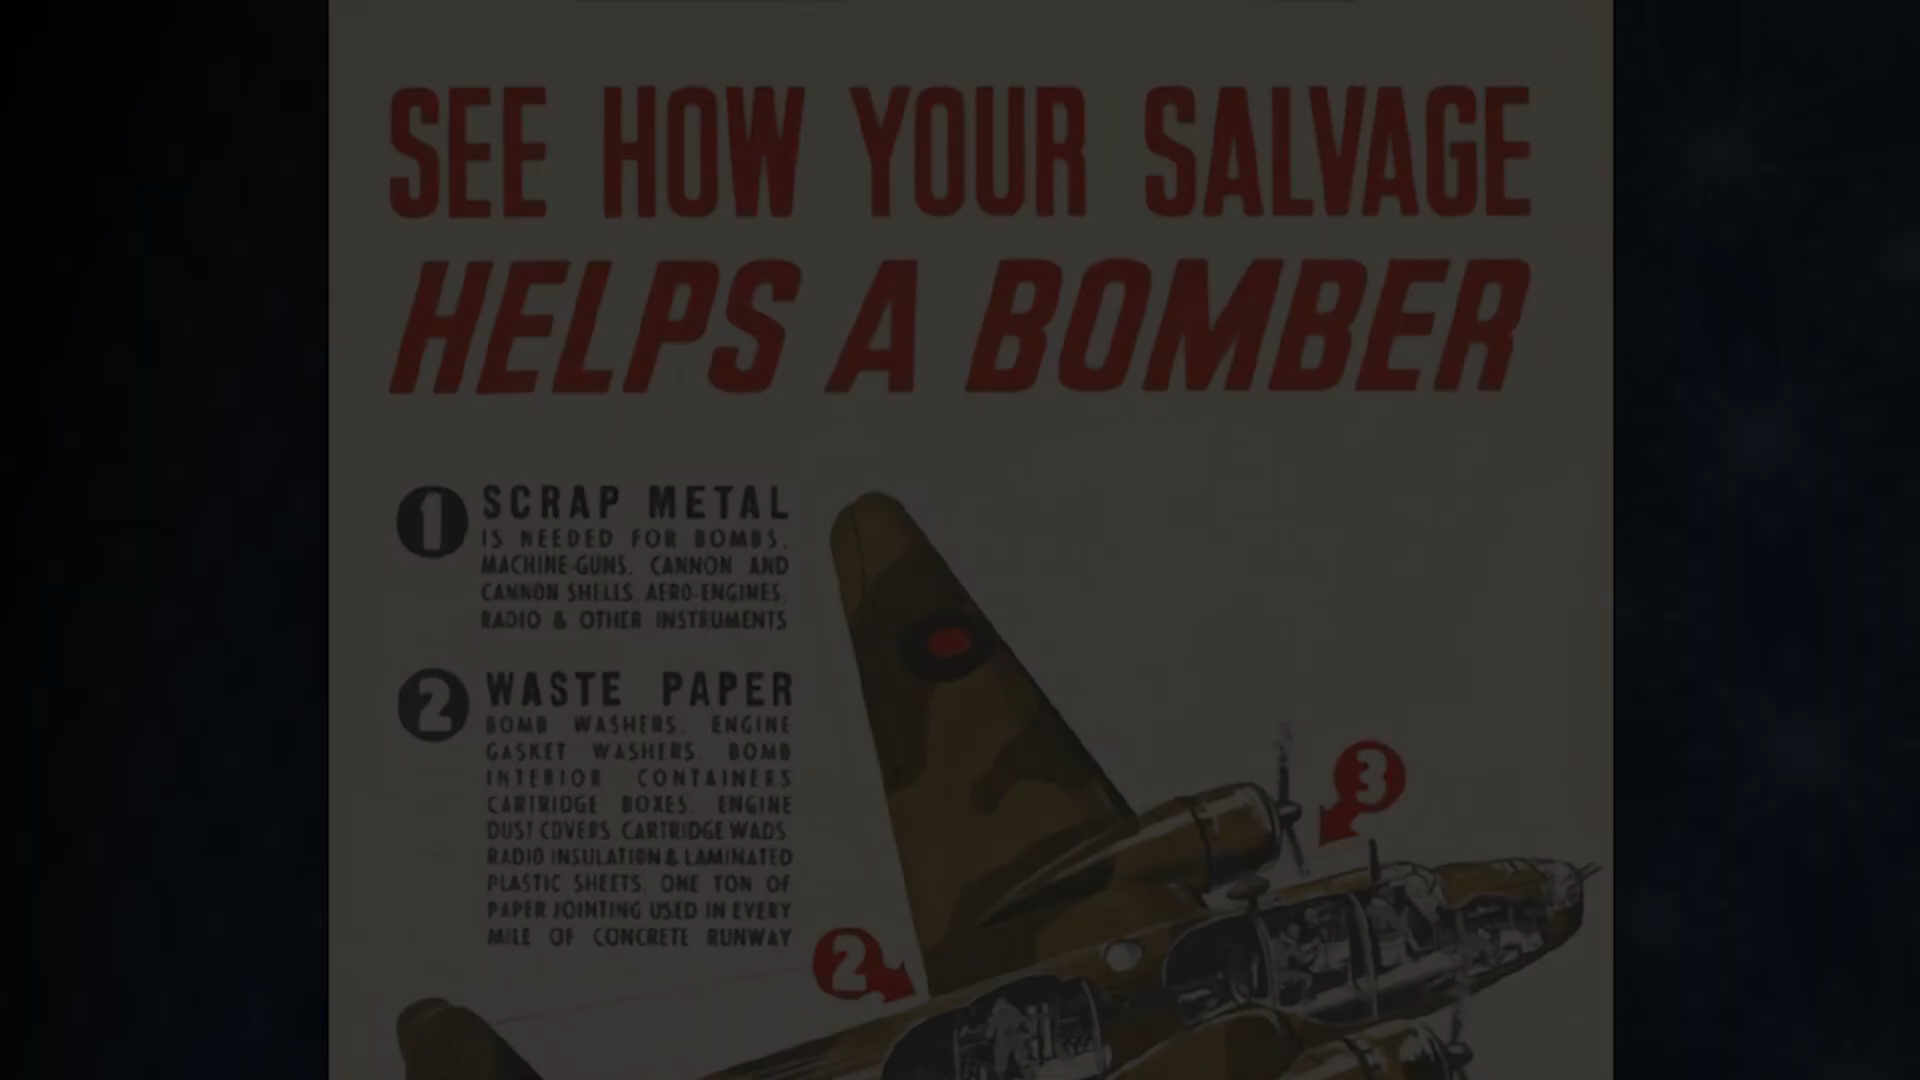 SEE HOW YOUR SALVAGE
HELPS A BOMBER
1 SCRAP METAL
IS NEEDED FOR BOMBS,
MACHINE-GUNS, CANNON AND
CANNON SHELLS, AERO-ENGINES,
RADIO & OTHER INSTRUMENTS
2 WASTE PAPER
BOMB WASHERS, ENGINE
GASKET WASHERS, BOMB
INTERIOR CONTAINERS
CARTRIDGE BOXES, ENGINE
DUST COVERS, CARTRIDGE WADS,
RADIO INSULATION & LAMINATED
PLASTIC SHEETS. ONE TON OF
PAPER JOINTING USED IN EVERY
MILE OF CONCRETE RUNWAY
3
2